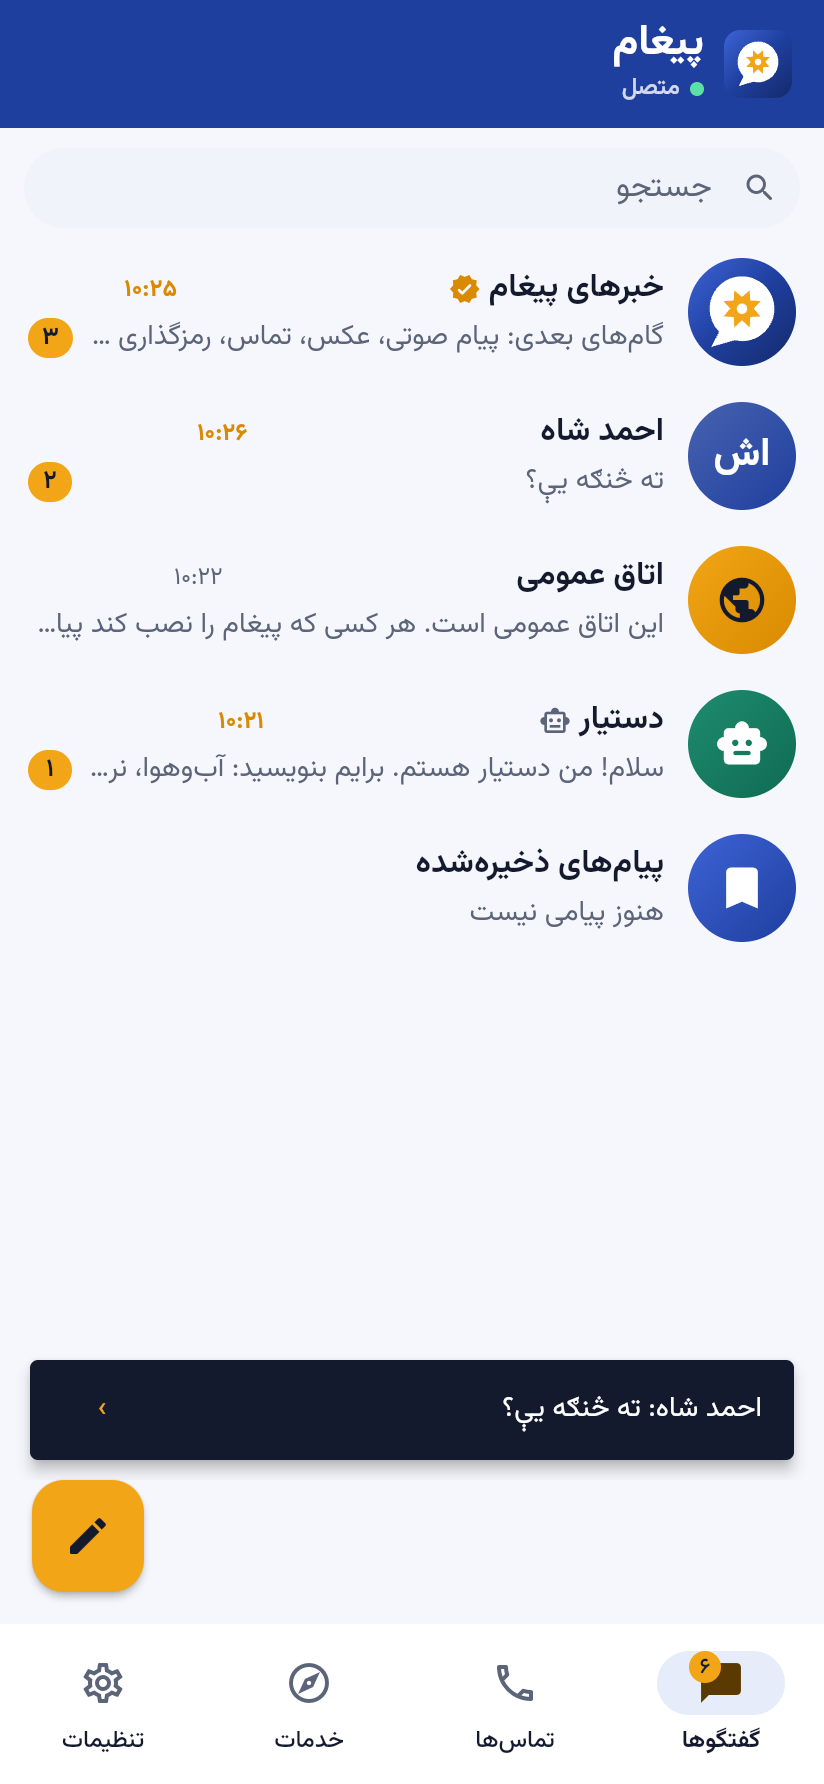 پیغام
متصل
جستجو
خبرهای پیغام ۱۰:۲۵
گام‌های بعدی: پیام صوتی، عکس، تماس، رمزگذاری ... ۳
اش
احمد شاه ۱۰:۲۶
ته څنګه یې؟ ۲
اتاق عمومی ۱۰:۲۲
این اتاق عمومی است. هر کسی که پیغام را نصب کند پیا...
دستیار ۱۰:۲۱
سلام! من دستیار هستم. برایم بنویسید: آب‌وهوا، نر... ۱
پیام‌های ذخیره‌شده
هنوز پیامی نیست
احمد شاه: ته څنګه یې؟ ›
۶
گفتگوها تماس‌ها خدمات تنظیمات